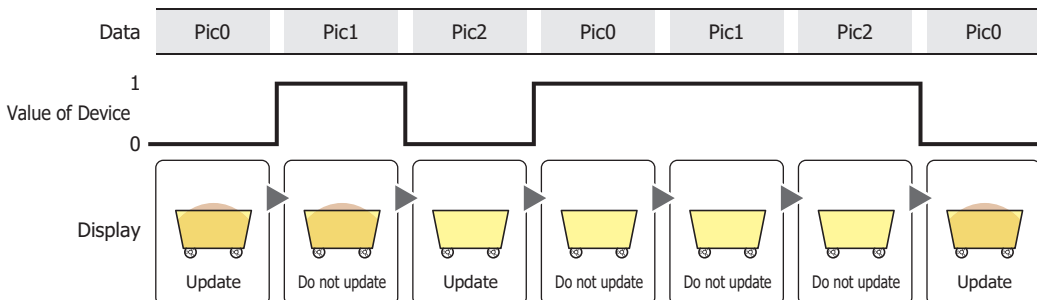 Data Pic0 Pic1 Pic2 Pic0 Pic1 Pic2 Pic0
1
Value of Device
0
Display
Update Do not update Update Do not update Do not update Do not update Update